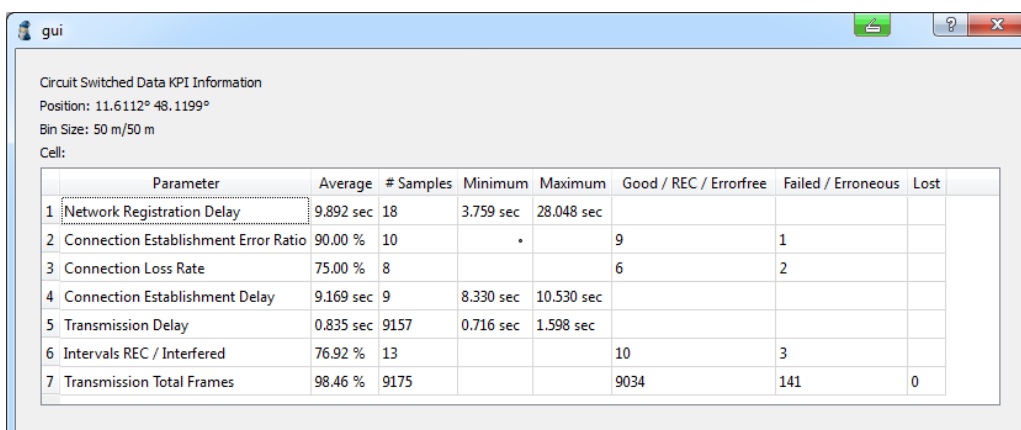 gui
Circuit Switched Data KPI Information
Position: 11.6112° 48.1199°
Bin Size: 50 m/50 m
Cell:
Parameter Average # Samples Minimum Maximum Good / REC / Errorfree Failed / Erroneous Lost
1 Network Registration Delay 9.892 sec 18 3.759 sec 28.048 sec
2 Connection Establishment Error Ratio 90.00 % 10 9 1
3 Connection Loss Rate 75.00 % 8 6 2
4 Connection Establishment Delay 9.169 sec 9 8.330 sec 10.530 sec
5 Transmission Delay 0.835 sec 9157 0.716 sec 1.598 sec
6 Intervals REC / Interfered 76.92 % 13 10 3
7 Transmission Total Frames 98.46 % 9175 9034 141 0